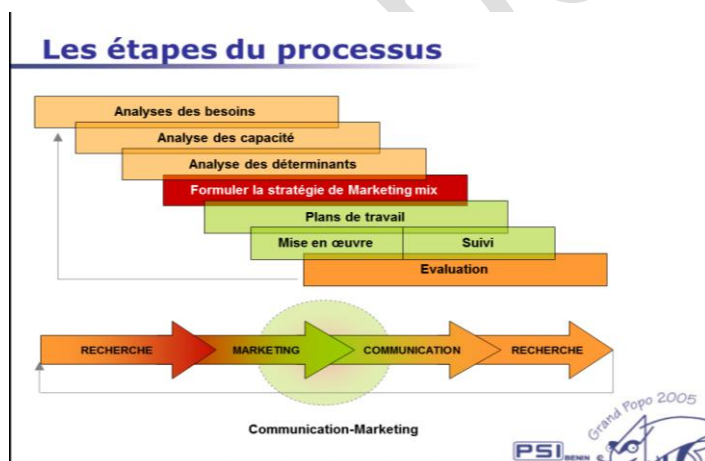 Les étapes du processus
Analyses des besoins
Analyse des capacité
Analyse des déterminants
Formuler la stratégie de Marketing mix
Plans de travail
Mise en œuvre
Suivi
Evaluation
RECHERCHE
MARKETING
COMMUNICATION
RECHERCHE
Communication-Marketing
Grand Popo 2005
PSI BENIN